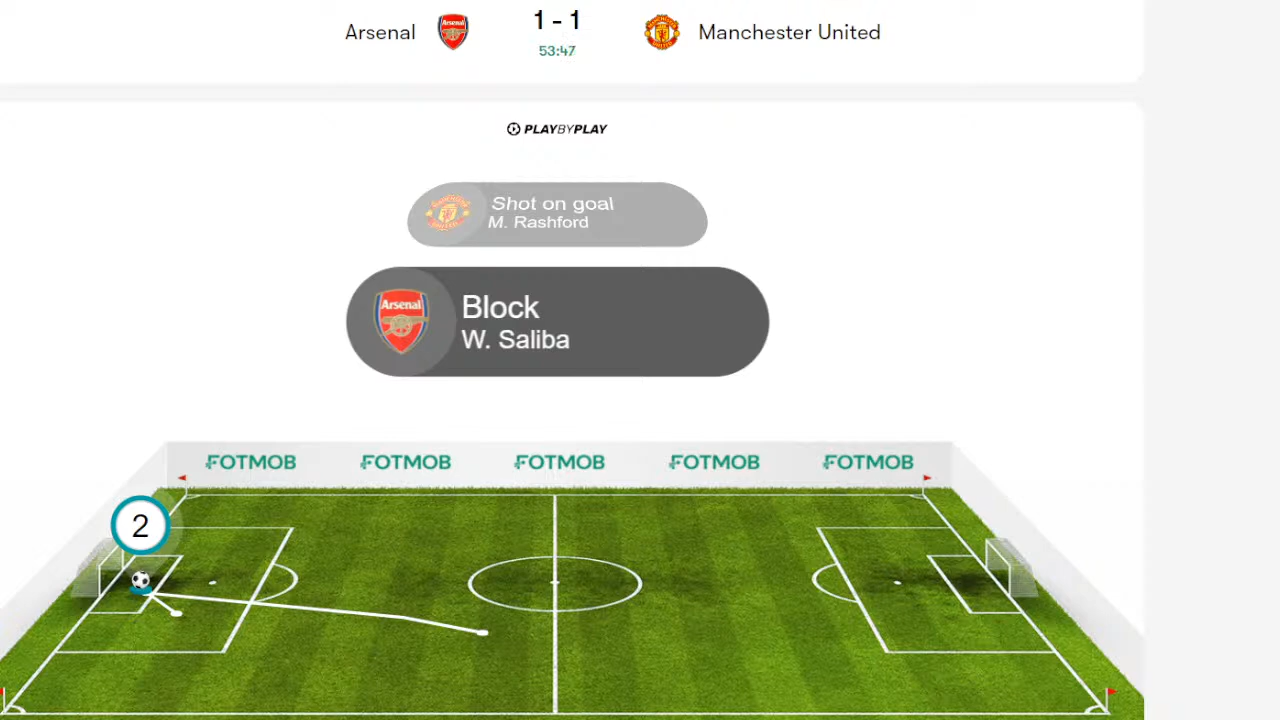 Arsenal
1 - 1
Manchester United
53:47
PLAYBYPLAY
Shot on goal
M. Rashford
Arsenal
Block
W. Saliba
FOTMOB FOTMOB FOTMOB FOTMOB FOTMOB
2